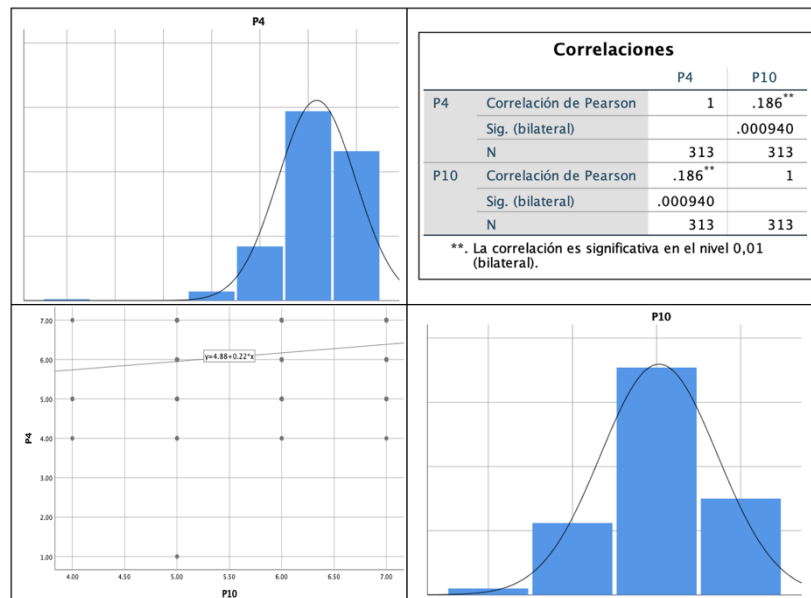 P4
Correlaciones
P4 P10
P4 Correlación de Pearson 1 .186**
Sig. (bilateral) .000940
N 313 313
P10 Correlación de Pearson .186** 1
Sig. (bilateral) .000940
N 313 313
**. La correlación es significativa en el nivel 0,01
(bilateral).
7.00
6.00
5.00
4.00
3.00
2.00
1.00
P4
y=4.88+0.22*x
4.00 4.50 5.00 5.50 6.00 6.50 7.00
P10
P10